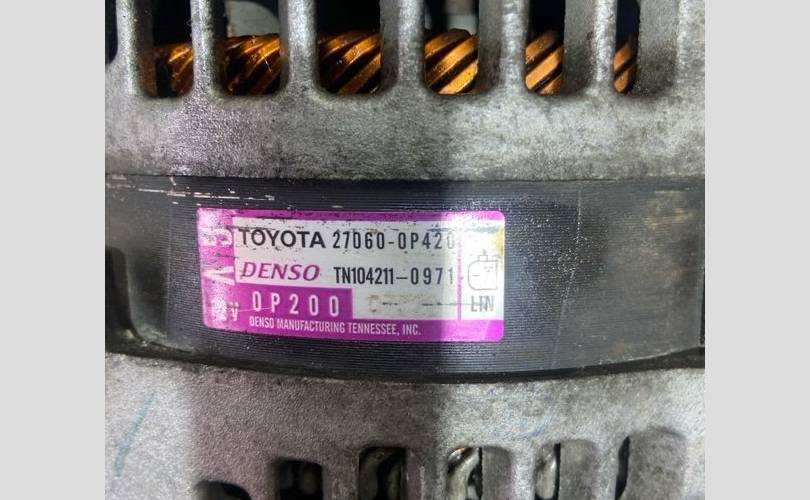 TOYOTA 27060-0P420
DENSO TN104211-0971
0P200
LIN
DENSO MANUFACTURING TENNESSEE, INC.